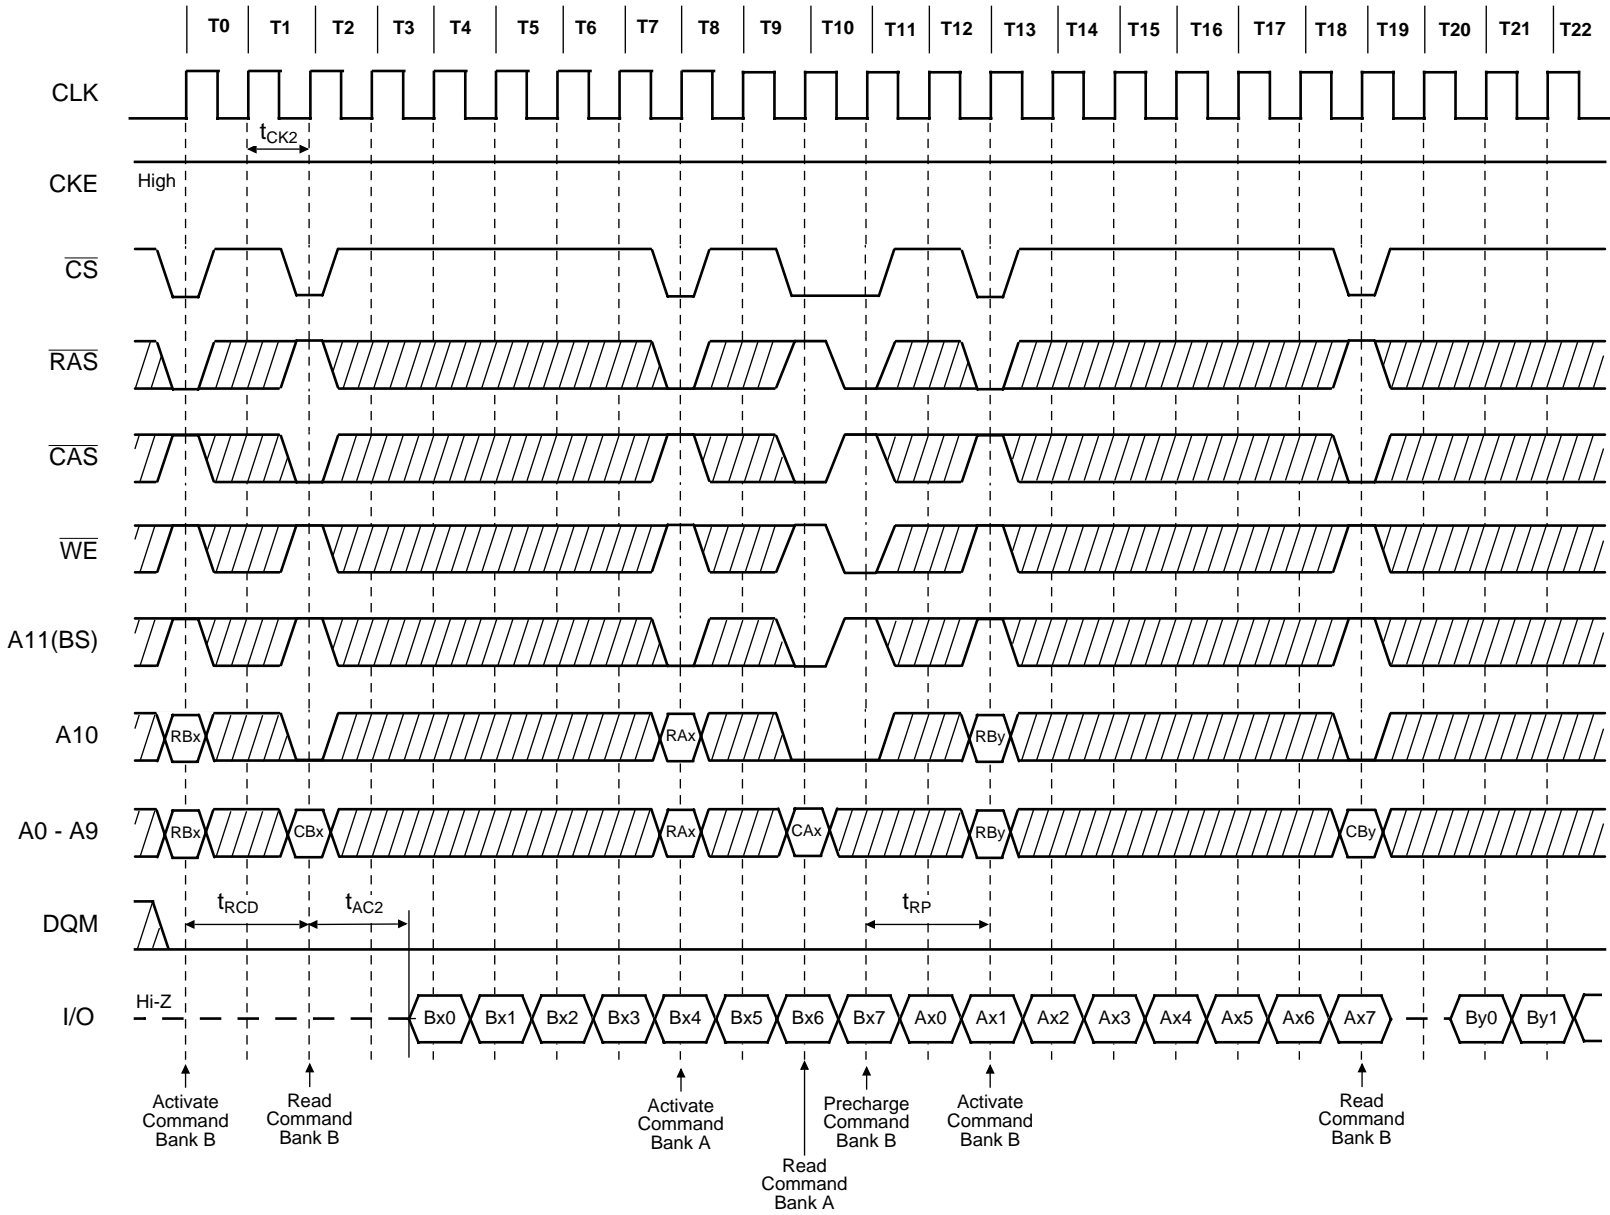 T0 T1 T2 T3 T4 T5 T6 T7 T8 T9 T10 T11 T12 T13 T14 T15 T16 T17 T18 T19 T20 T21 T22
CLK
tCK2
CKE
High
CS
RAS
CAS
WE
A11(BS)
A10
RBx RAx RBy
A0 - A9
RBx CBx RAx CAx RBy CBy
tRCD tAC2 tRP
DQM
Hi-Z
I/O
Bx0 Bx1 Bx2 Bx3 Bx4 Bx5 Bx6 Bx7 Ax0 Ax1 Ax2 Ax3 Ax4 Ax5 Ax6 Ax7 By0 By1
Activate
Command
Bank B
Read
Command
Bank B
Activate
Command
Bank A
Read
Command
Bank A
Precharge
Command
Bank B
Activate
Command
Bank B
Read
Command
Bank B